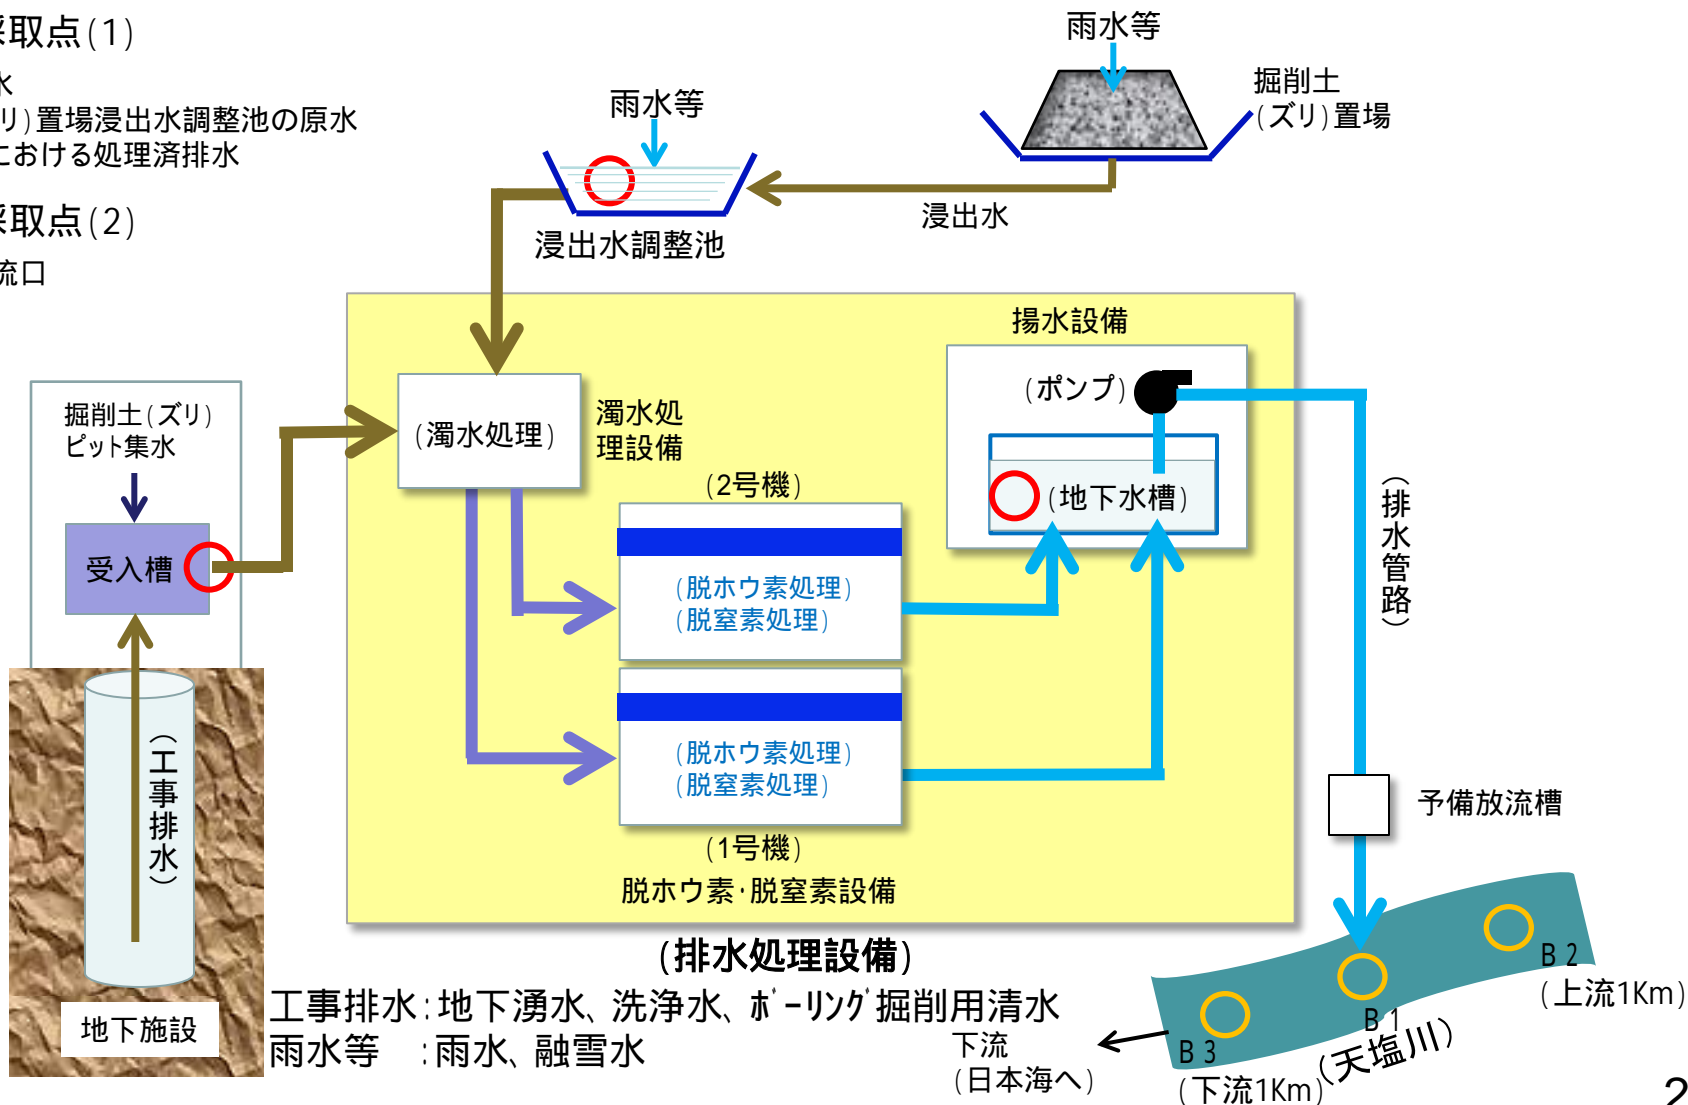 採取点(1)
水
リ)置場浸出水調整池の原水
における処理済排水
採取点(2)
流口
雨水等
掘削土
(ズリ)置場
雨水等
浸出水
浸出水調整池
揚水設備
(ポンプ)
(地下水槽)
掘削土(ズリ)
ピット集水
受入槽
(濁水処理)
濁水処
理設備
(2号機)
(脱ホウ素処理)
(脱窒素処理)
(脱ホウ素処理)
(脱窒素処理)
(1号機)
脱ホウ素・脱窒素設備
(排水管路)
(工事排水)
予備放流槽
(排水処理設備)
地下施設
工事排水:地下湧水、洗浄水、ボーリング掘削用清水
雨水等 :雨水、融雪水
下流
(日本海へ)
B 2
(上流1Km)
B 1
(天塩川)
B 3
(下流1Km)
2